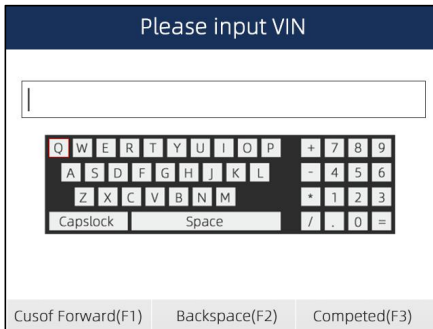 Please input VIN
Q W E R T Y U I O P + 7 8 9
A S D F G H J K L - 4 5 6
Z X C V B N M * 1 2 3
Capslock Space / . 0 =
Cusof Forward(F1) Backspace(F2) Competed(F3)